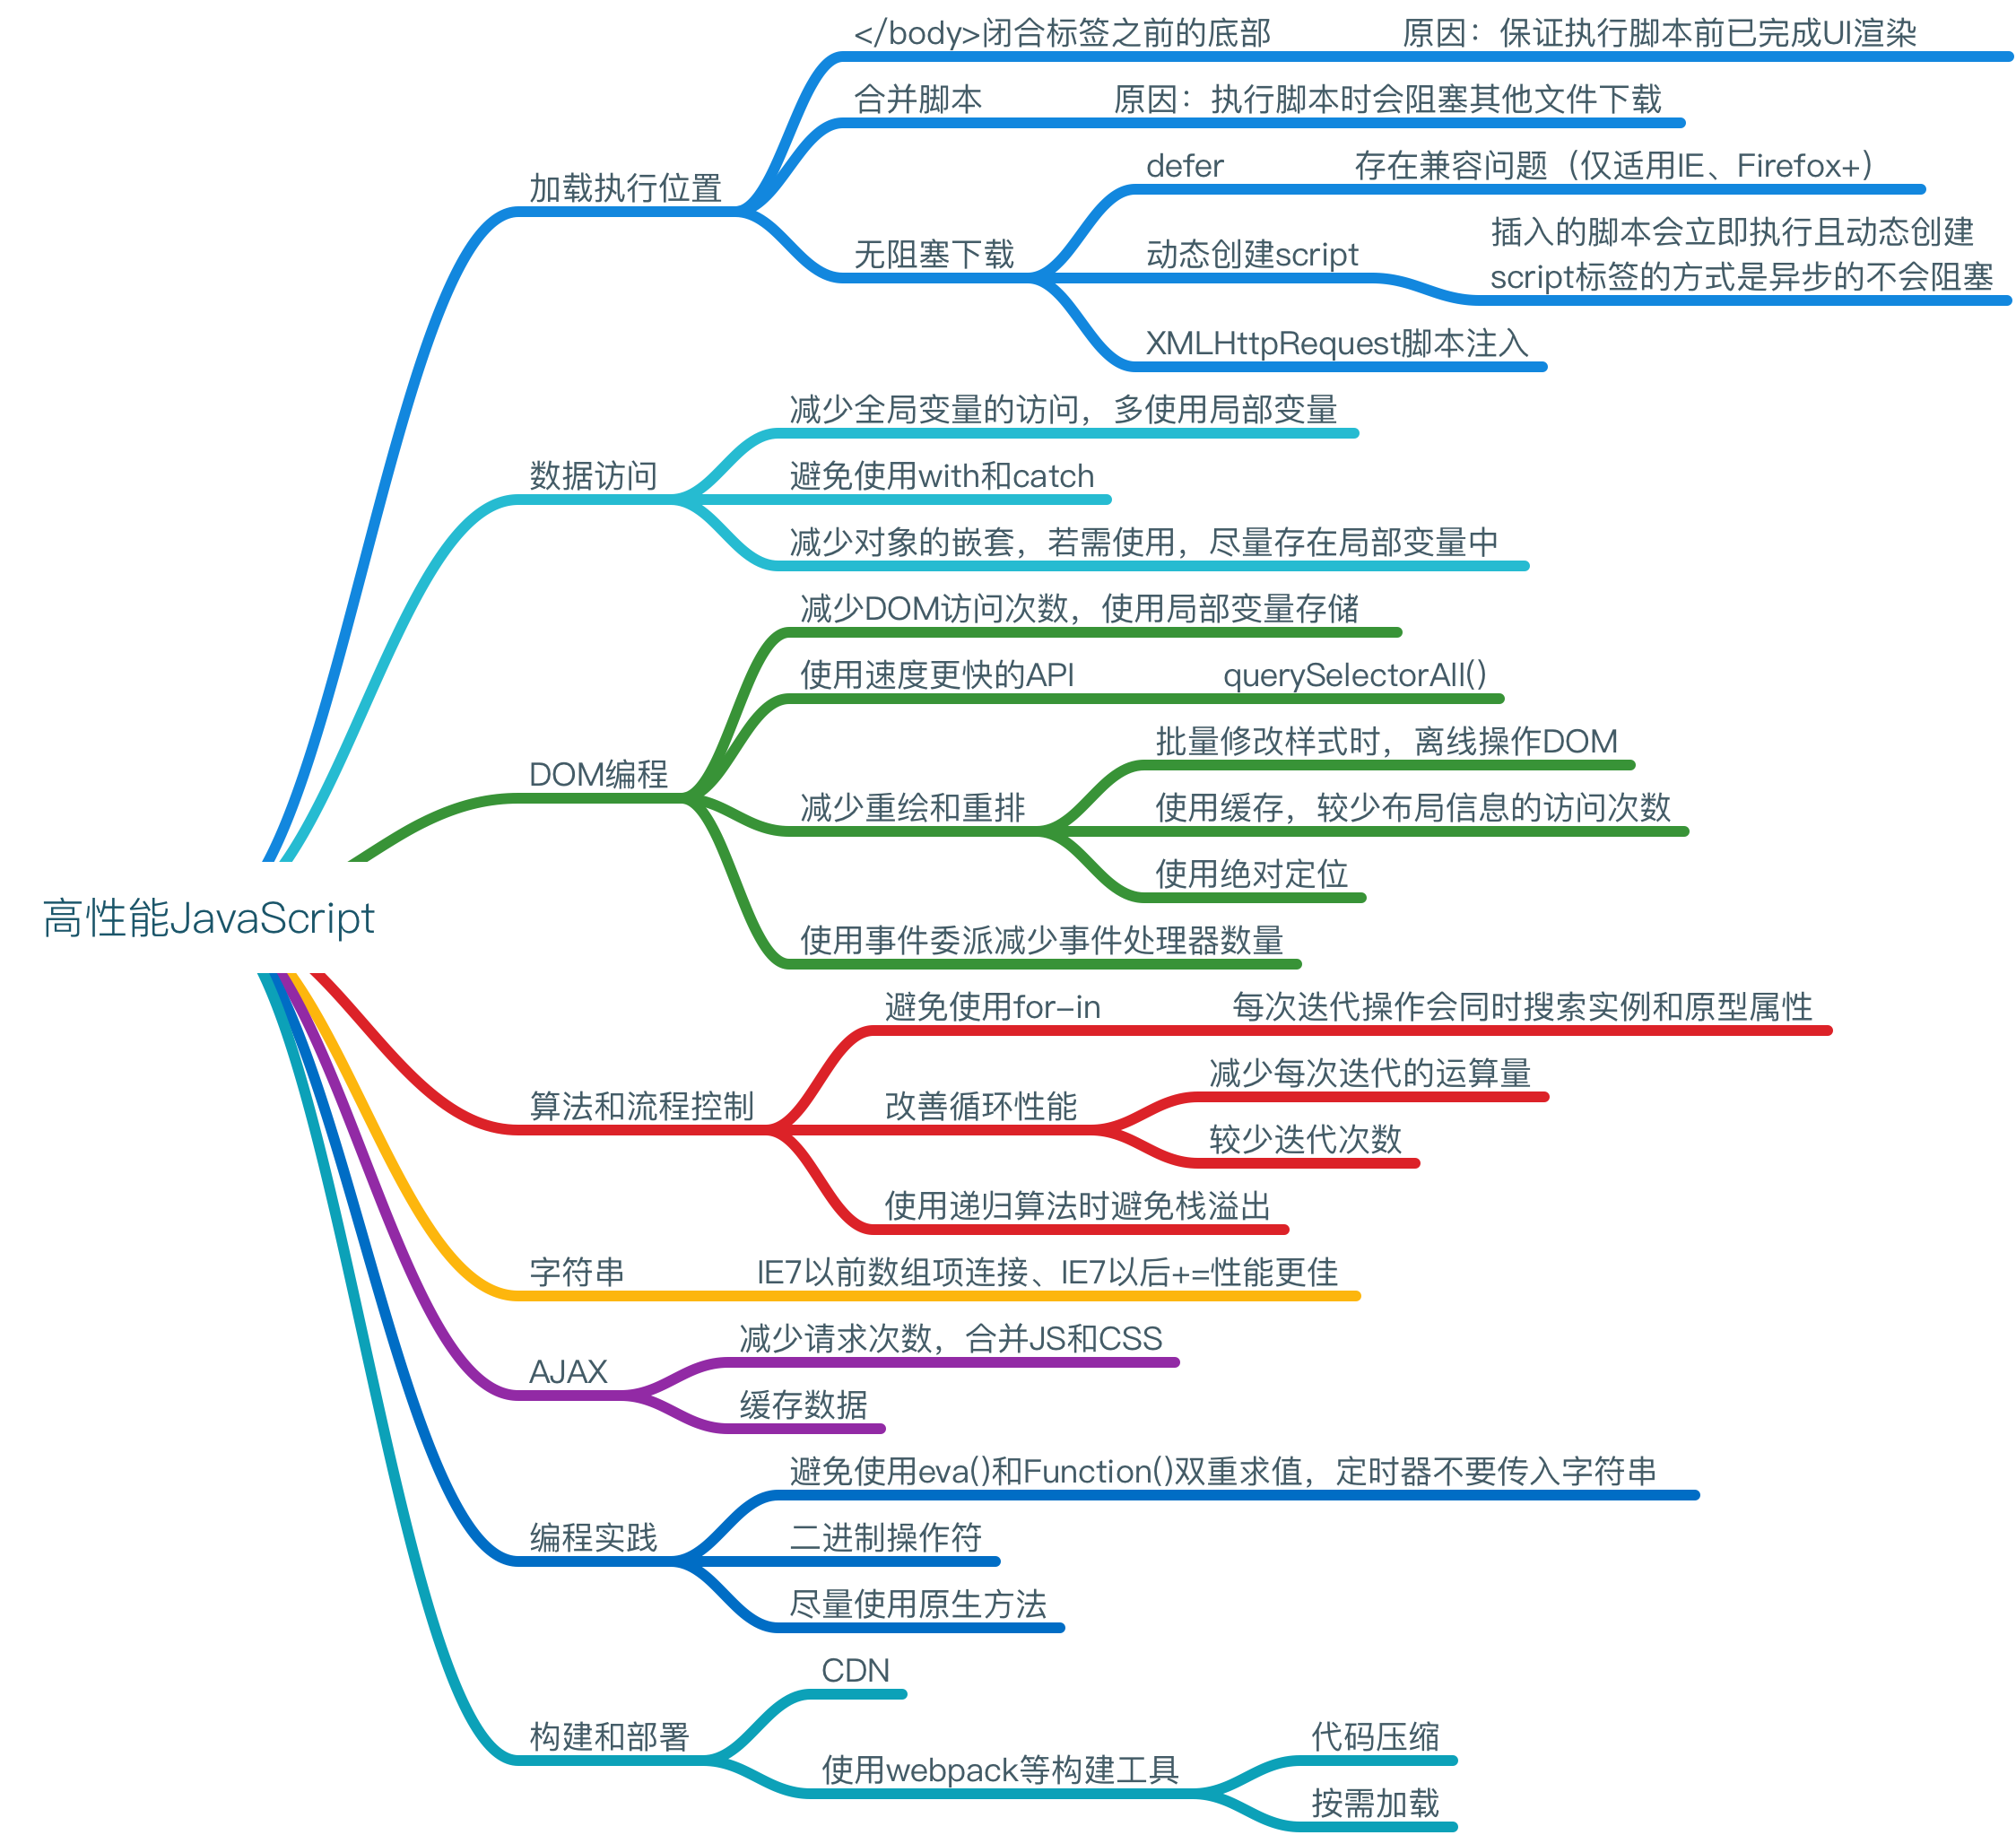 </body>闭合标签之前的底部
原因：保证执行脚本前已完成UI渲染
合并脚本
原因：执行脚本时会阻塞其他文件下载
加载执行位置
defer
存在兼容问题（仅适用IE、Firefox+）
无阻塞下载
动态创建script
插入的脚本会立即执行且动态创建
script标签的方式是异步的不会阻塞
XMLHttpRequest脚本注入
数据访问
减少全局变量的访问，多使用局部变量
避免使用with和catch
减少对象的嵌套，若需使用，尽量存在局部变量中
DOM编程
减少DOM访问次数，使用局部变量存储
使用速度更快的API
querySelectorAll()
减少重绘和重排
批量修改样式时，离线操作DOM
使用缓存，较少布局信息的访问次数
使用绝对定位
使用事件委派减少事件处理器数量
高性能JavaScript
算法和流程控制
避免使用for-in
每次迭代操作会同时搜索实例和原型属性
改善循环性能
减少每次迭代的运算量
较少迭代次数
使用递归算法时避免栈溢出
字符串
IE7以前数组项连接、IE7以后+=性能更佳
AJAX
减少请求次数，合并JS和CSS
缓存数据
编程实践
避免使用eva()和Function()双重求值，定时器不要传入字符串
二进制操作符
尽量使用原生方法
构建和部署
CDN
使用webpack等构建工具
代码压缩
按需加载